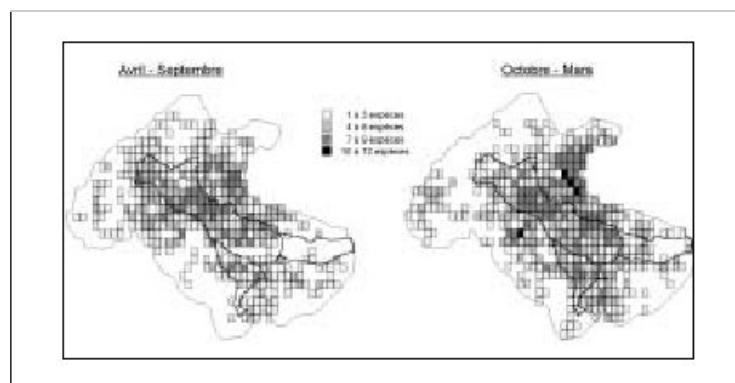 Avril - Septembre
Octobre - Mars
1 à 3 espèces
4 à 6 espèces
7 à 9 espèces
10 à 12 espèces